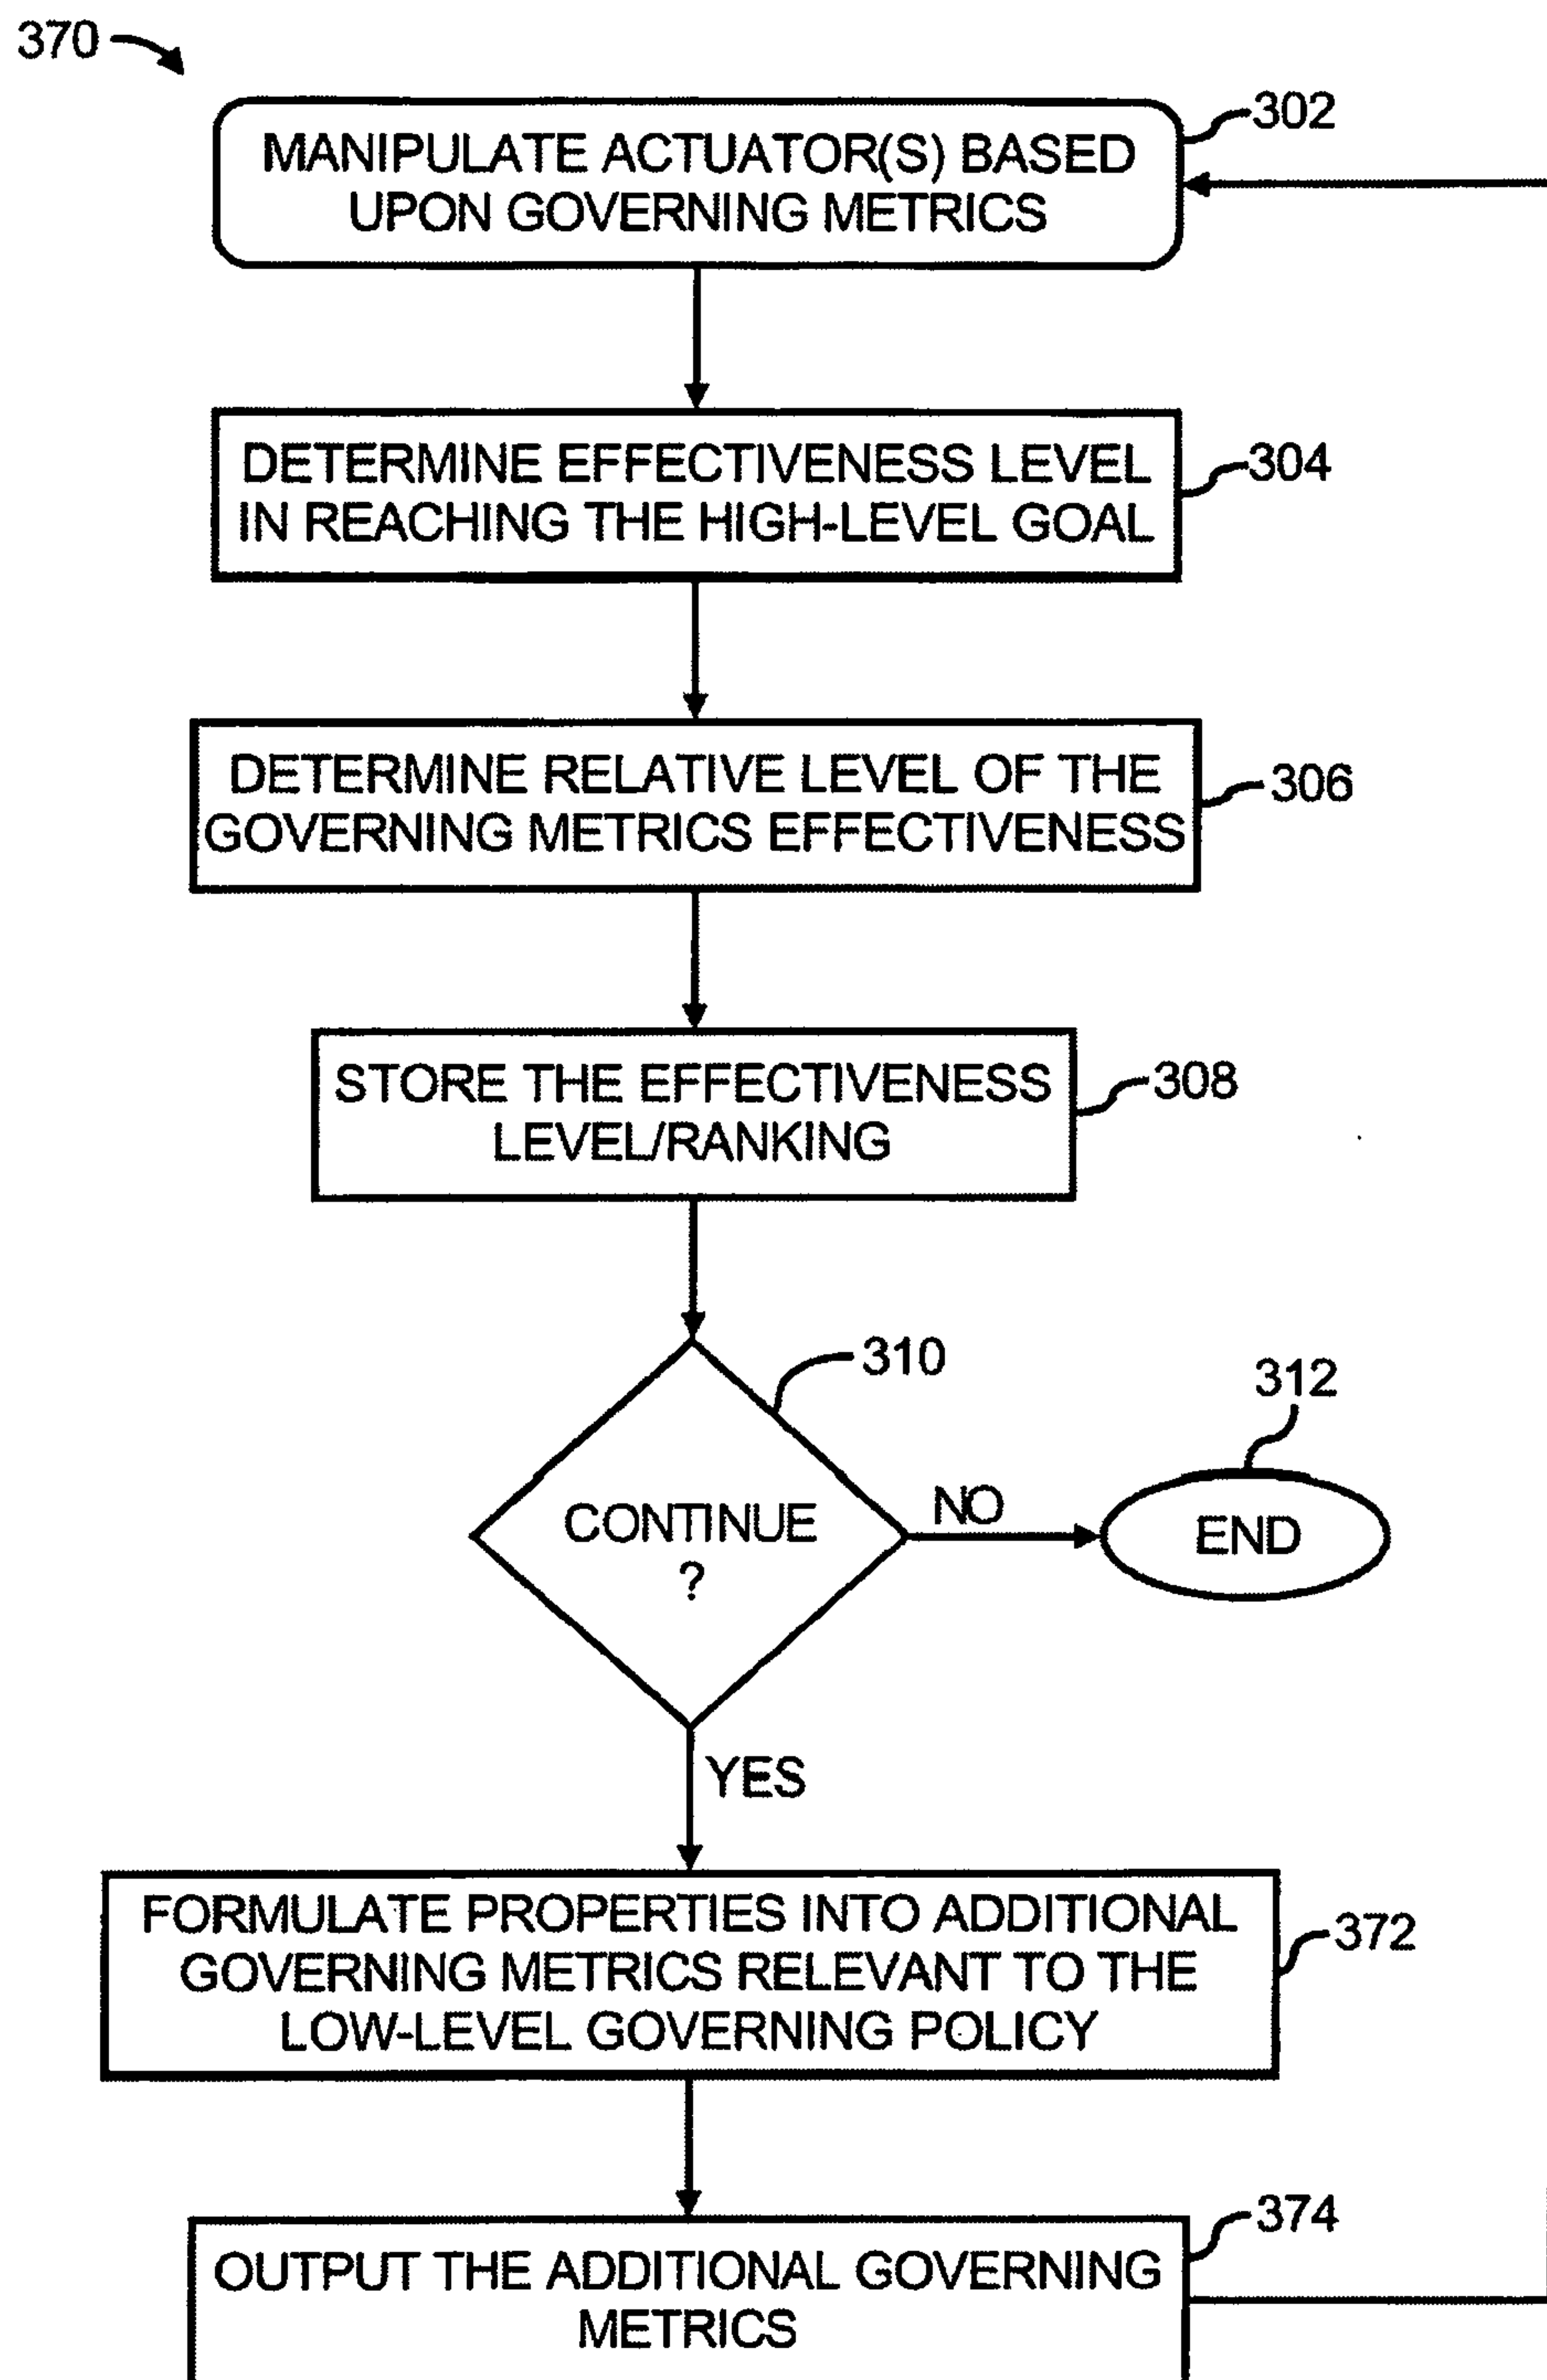 370
302
MANIPULATE ACTUATOR(S) BASED
UPON GOVERNING METRICS
DETERMINE EFFECTIVENESS LEVEL
IN REACHING THE HIGH-LEVEL GOAL
304
DETERMINE RELATIVE LEVEL OF THE
GOVERNING METRICS EFFECTIVENESS
306
STORE THE EFFECTIVENESS
LEVEL/RANKING
308
310
312
CONTINUE
?
NO
END
YES
FORMULATE PROPERTIES INTO ADDITIONAL
GOVERNING METRICS RELEVANT TO THE
LOW-LEVEL GOVERNING POLICY
372
374
OUTPUT THE ADDITIONAL GOVERNING
METRICS